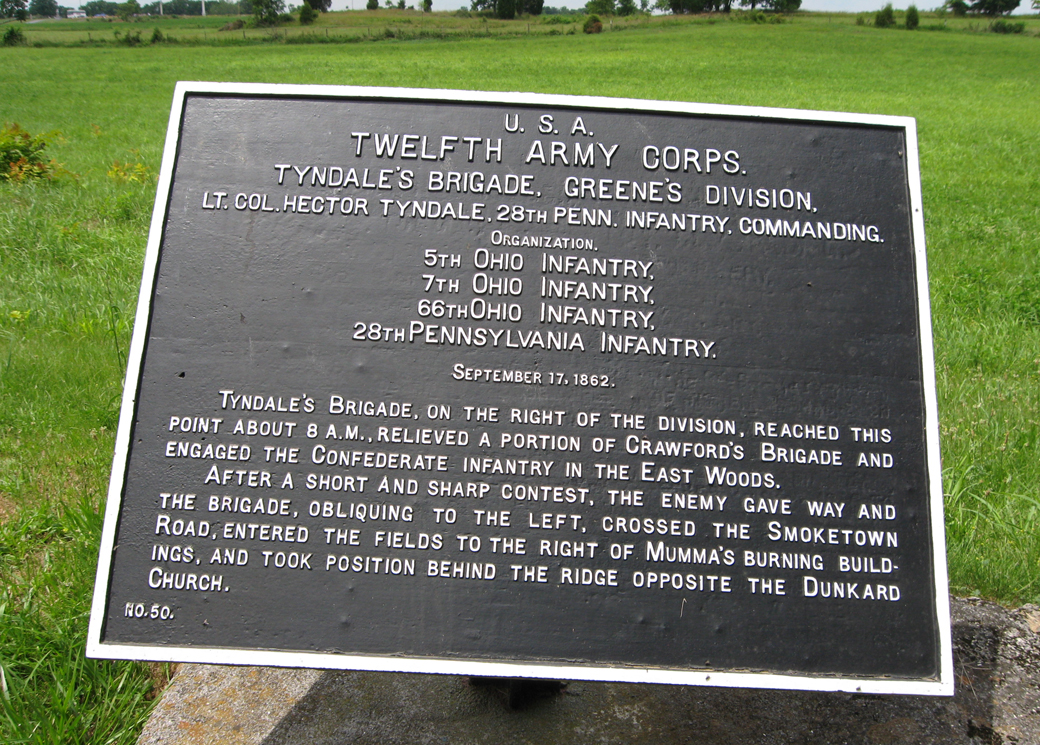 U. S. A.
TWELFTH ARMY CORPS.
TYNDALE'S BRIGADE, GREENE'S DIVISION,
LT. COL. HECTOR TYNDALE, 28TH PENN. INFANTRY, COMMANDING.
ORGANIZATION.
5TH OHIO INFANTRY,
7TH OHIO INFANTRY,
66TH OHIO INFANTRY,
28TH PENNSYLVANIA INFANTRY.
SEPTEMBER 17, 1862.
TYNDALE'S BRIGADE, ON THE RIGHT OF THE DIVISION, REACHED THIS
POINT ABOUT 8 A.M., RELIEVED A PORTION OF CRAWFORD'S BRIGADE AND
ENGAGED THE CONFEDERATE INFANTRY IN THE EAST WOODS.
AFTER A SHORT AND SHARP CONTEST, THE ENEMY GAVE WAY AND
THE BRIGADE, OBLIQUING TO THE LEFT, CROSSED THE SMOKETOWN
ROAD, ENTERED THE FIELDS TO THE RIGHT OF MUMMA'S BURNING BUILD-
INGS, AND TOOK POSITION BEHIND THE RIDGE OPPOSITE THE DUNKARD
CHURCH.
NO. 50.